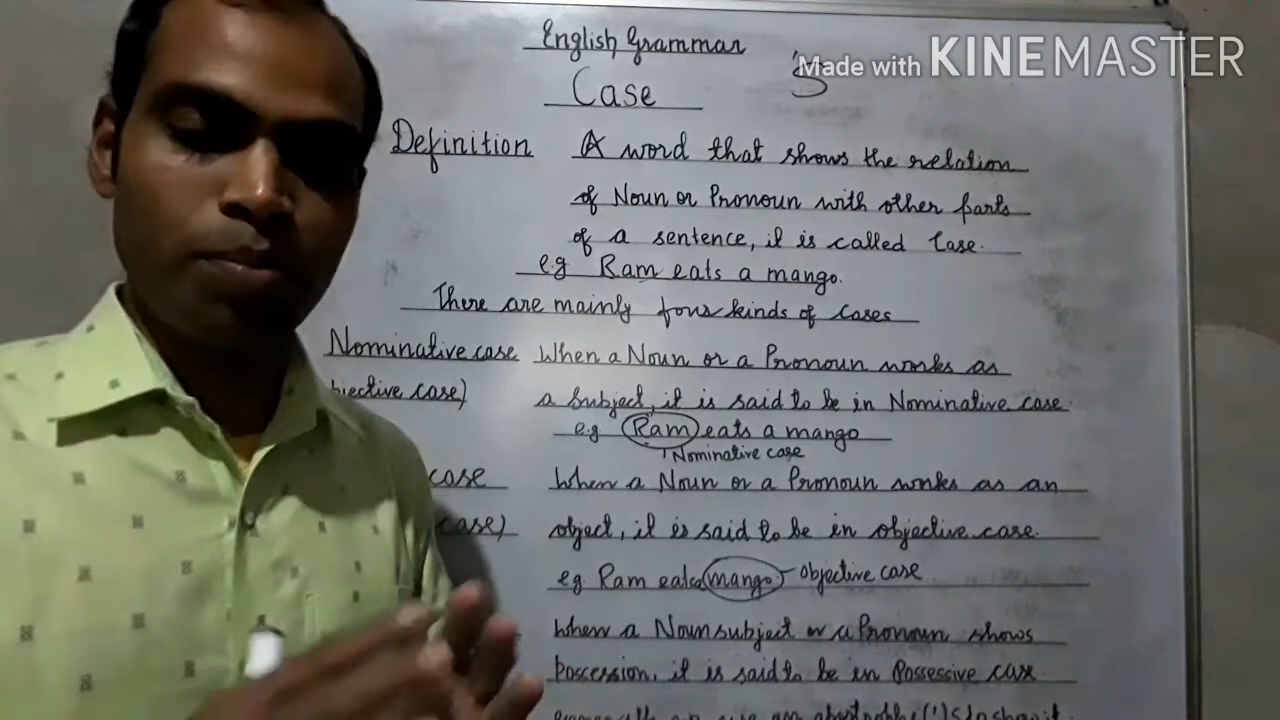 English Grammar
Made with KINEMASTER
Case
Definition A word that shows the relation
of Noun or Pronoun with other parts
of a sentence, it is called Case.
e.g Ram eats a mango.
There are mainly four kinds of cases
Nominative case When a Noun or a Pronoun works as
bjective case) a Subject, it is said to be in Nominative case.
e.g Ram eats a mango
Nominative case
case When a Noun or a Pronoun works as an
case) object, it is said to be in objective case.
eg Ram eats mango objective case
When a Noun subject or a Pronoun shows
Possession, it is said to be in Possessive case.